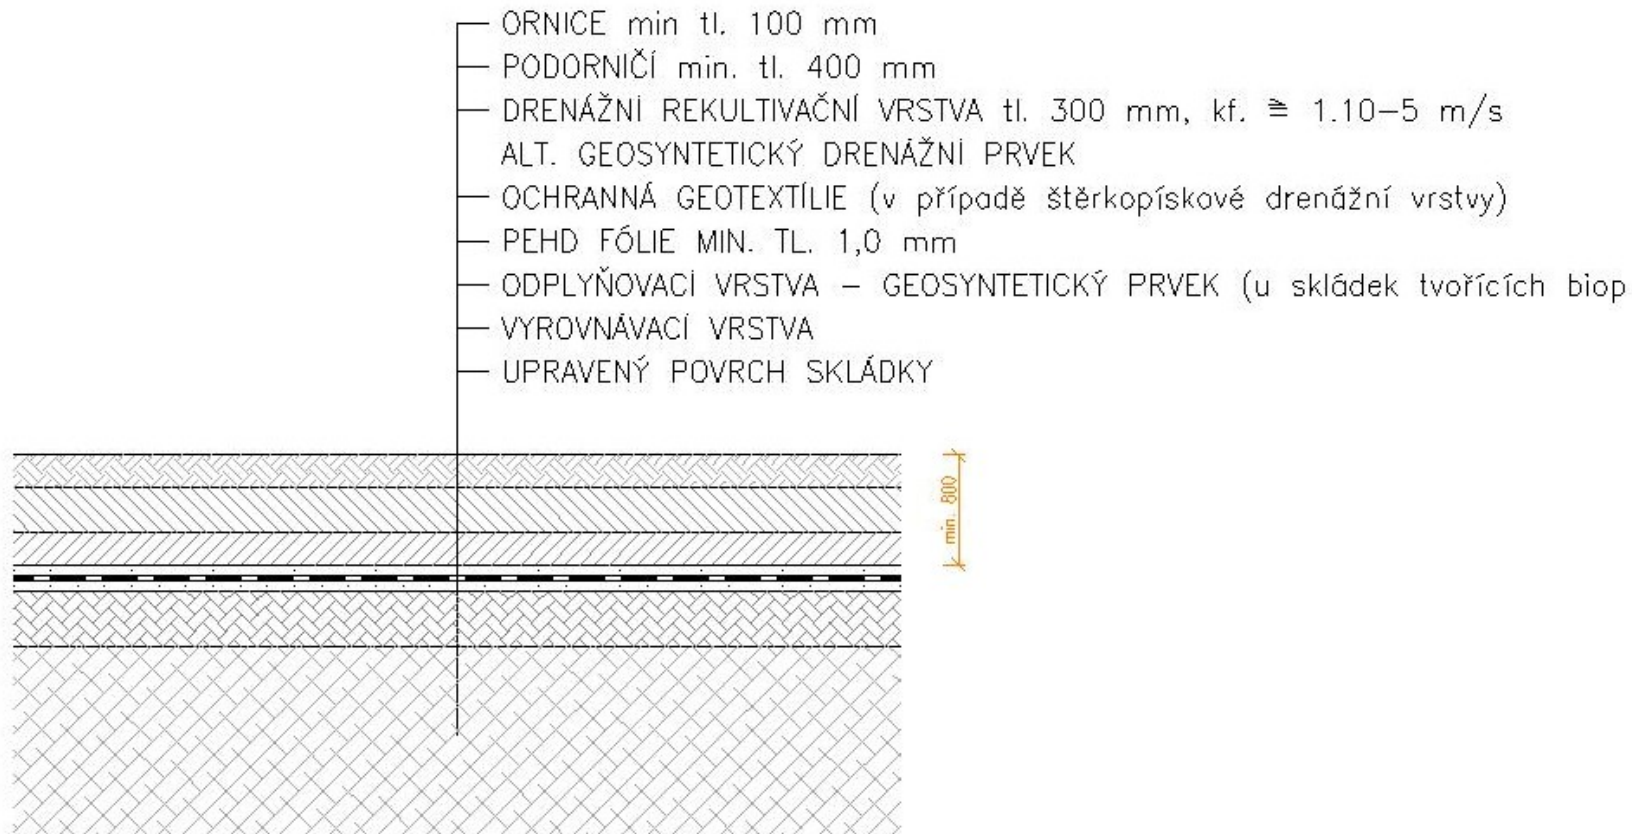 ORNICE min tl. 100 mm
PODORNIČÍ min. tl. 400 mm
DRENÁŽNÍ REKULTIVAČNÍ VRSTVA tl. 300 mm, kf. ≧ 1.10-5 m/s
ALT. GEOSYNTETICKÝ DRENÁŽNÍ PRVEK
OCHRANNÁ GEOTEXTÍLIE (v případě štěrkopískové drenážní vrstvy)
PEHD FÓLIE MIN. TL. 1,0 mm
ODPLYŇOVACÍ VRSTVA – GEOSYNTETICKÝ PRVEK (u skládek tvořících biop
VYROVNÁVACÍ VRSTVA
UPRAVENÝ POVRCH SKLÁDKY
min. 800